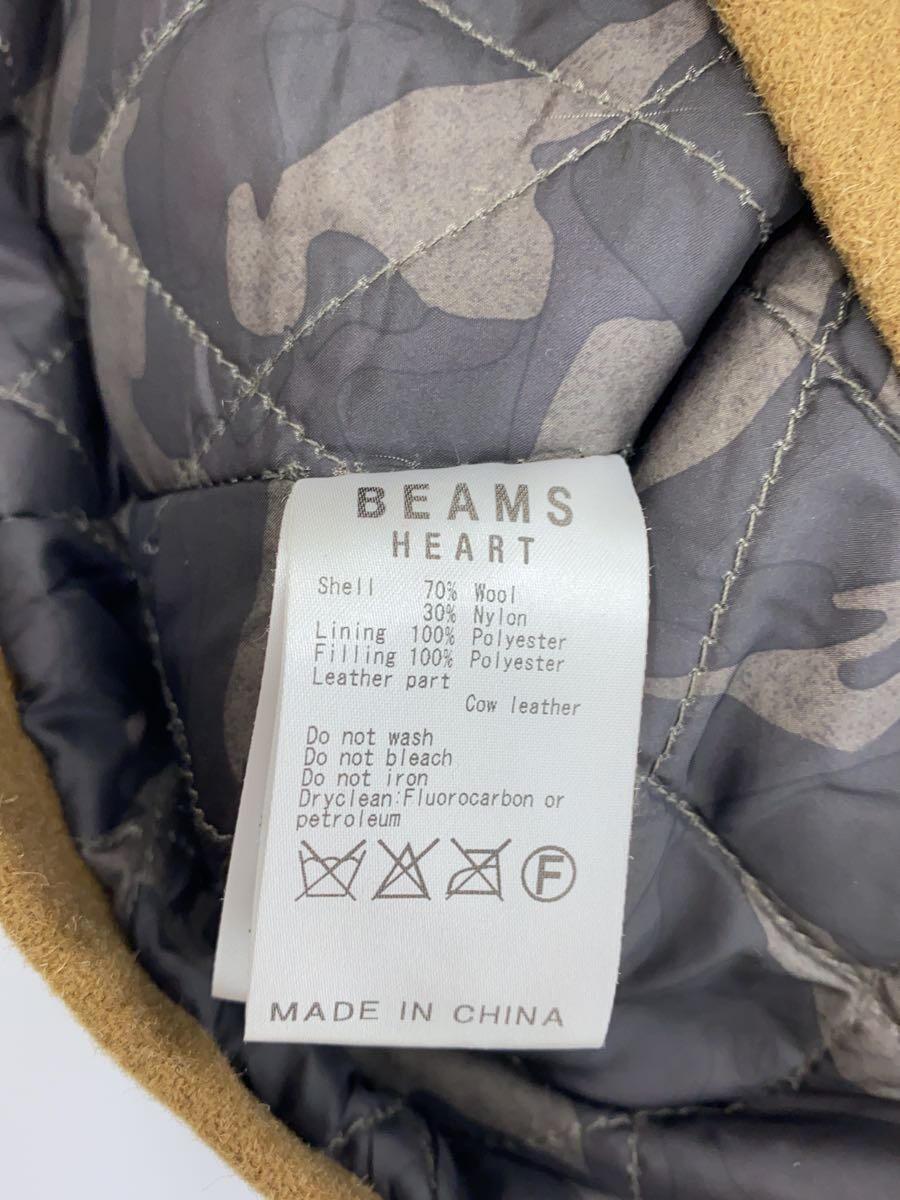 BEAMS
HEART
Shell 70% Wool
30% Nylon
Lining 100% Polyester
Filling 100% Polyester
Leather part
Cow leather
Do not wash
Do not bleach
Do not iron
Dryclean:Fluorocarbon or
petroleum
F
MADE IN CHINA